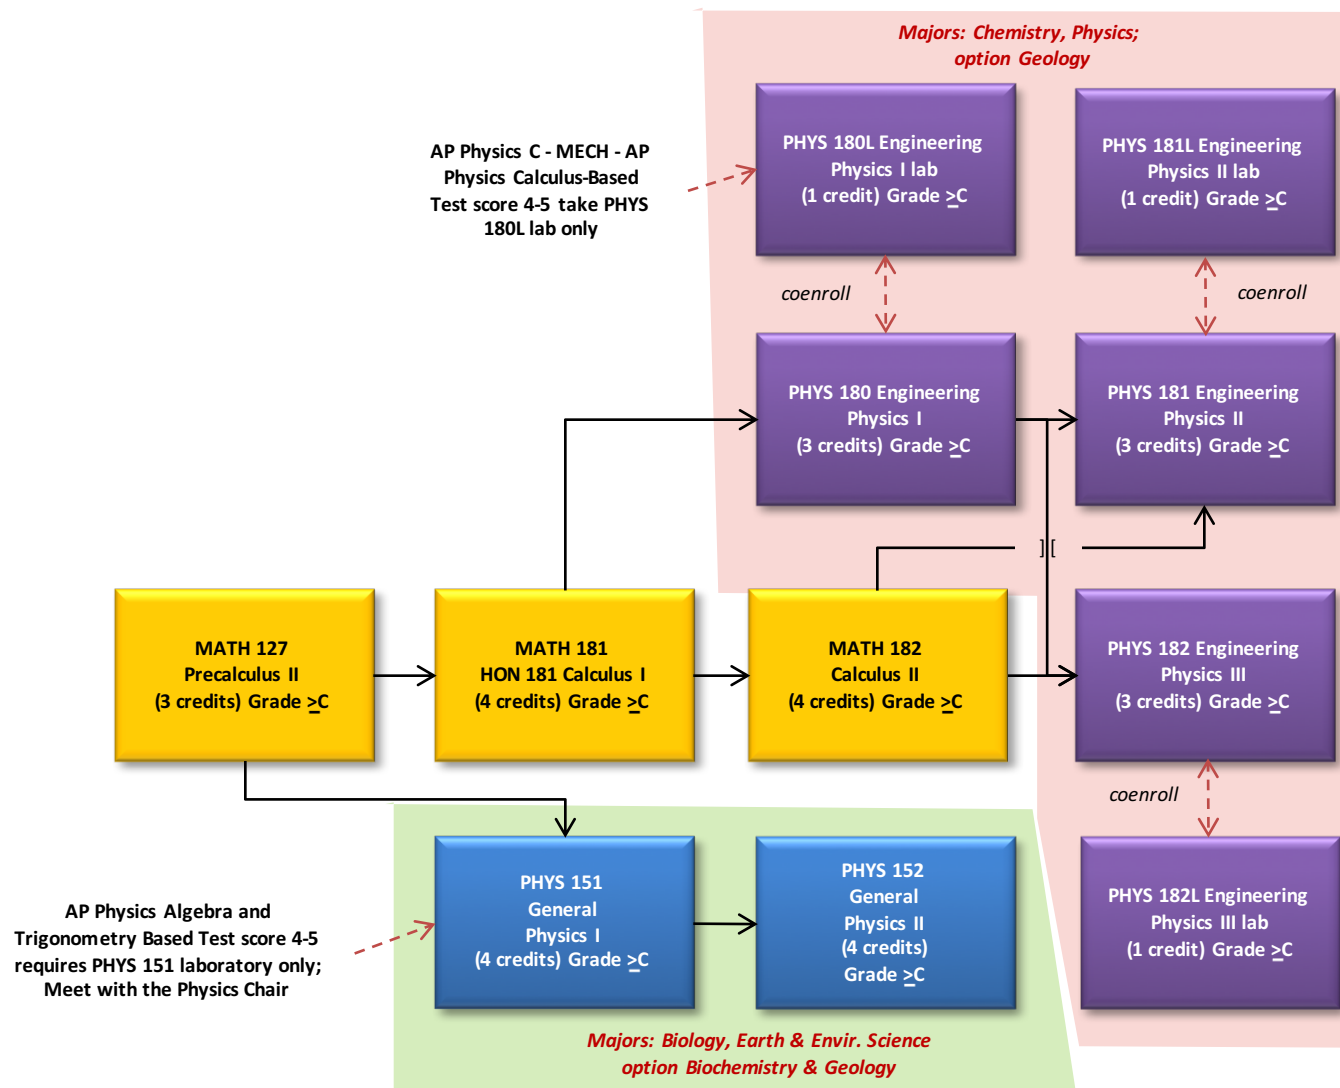 Majors: Chemistry, Physics;
option Geology
AP Physics C - MECH - AP
Physics Calculus-Based
Test score 4-5 take PHYS
180L lab only
PHYS 180L Engineering
Physics I lab
(1 credit) Grade ≥C
PHYS 181L Engineering
Physics II lab
(1 credit) Grade ≥C
coenroll
coenroll
PHYS 180 Engineering
Physics I
(3 credits) Grade ≥C
PHYS 181 Engineering
Physics II
(3 credits) Grade ≥C
][
MATH 127
Precalculus II
(3 credits) Grade ≥C
MATH 181
HON 181 Calculus I
(4 credits) Grade ≥C
MATH 182
Calculus II
(4 credits) Grade ≥C
PHYS 182 Engineering
Physics III
(3 credits) Grade ≥C
coenroll
AP Physics Algebra and
Trigonometry Based Test score 4-5
requires PHYS 151 laboratory only;
Meet with the Physics Chair
PHYS 151
General
Physics I
(4 credits) Grade ≥C
PHYS 152
General
Physics II
(4 credits)
Grade ≥C
PHYS 182L Engineering
Physics III lab
(1 credit) Grade ≥C
Majors: Biology, Earth & Envir. Science
option Biochemistry & Geology